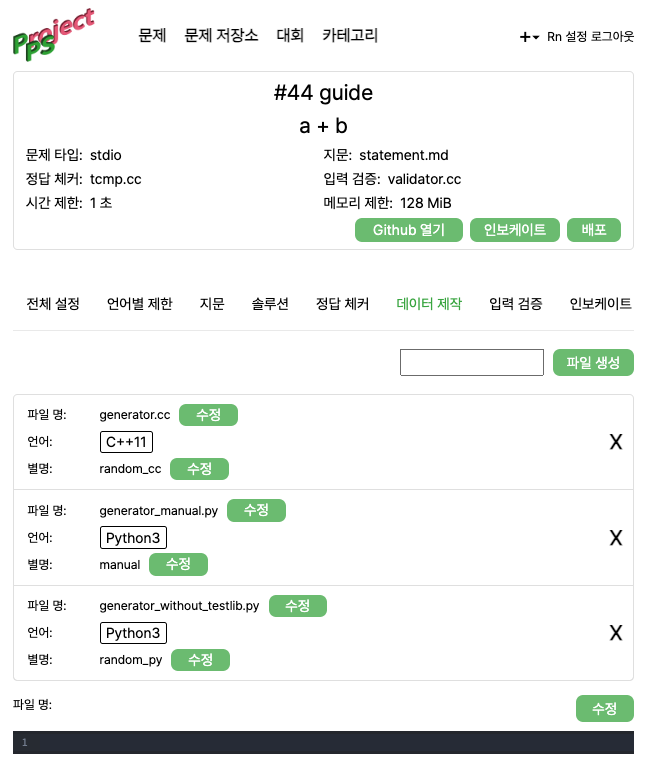 Project
PPS
문제 문제 저장소 대회 카테고리
+ Rn 설정 로그아웃
#44 guide
a + b
문제 타입: stdio 지문: statement.md
정답 체커: tcmp.cc 입력 검증: validator.cc
시간 제한: 1 초 메모리 제한: 128 MiB
Github 열기 인보케이트 배포
전체 설정 언어별 제한 지문 솔루션 정답 체커 데이터 제작 입력 검증 인보케이트
파일 생성
파일 명: generator.cc 수정
언어: C++11 X
별명: random_cc 수정
파일 명: generator_manual.py 수정
언어: Python3 X
별명: manual 수정
파일 명: generator_without_testlib.py 수정
언어: Python3 X
별명: random_py 수정
파일 명: 수정
1